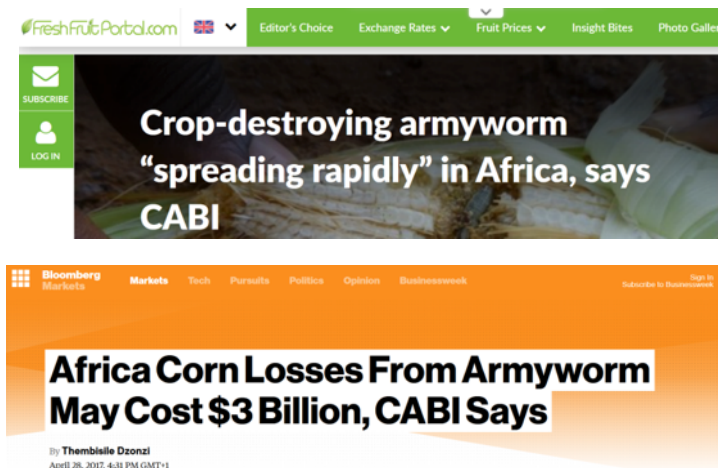 FreshFruitPortal.com Editor's Choice Exchange Rates Fruit Prices Insight Bites Photo Galler
SUBSCRIBE
LOG IN
Crop-destroying armyworm
“spreading rapidly” in Africa, says
CABI
Bloomberg
Markets
Markets Tech Pursuits Politics Opinion Businessweek
Sign In
Subscribe to Businessweek
Africa Corn Losses From Armyworm
May Cost $3 Billion, CABI Says
By Thembisile Dzonzi
April 28, 2017, 4:31 PM GMT+1